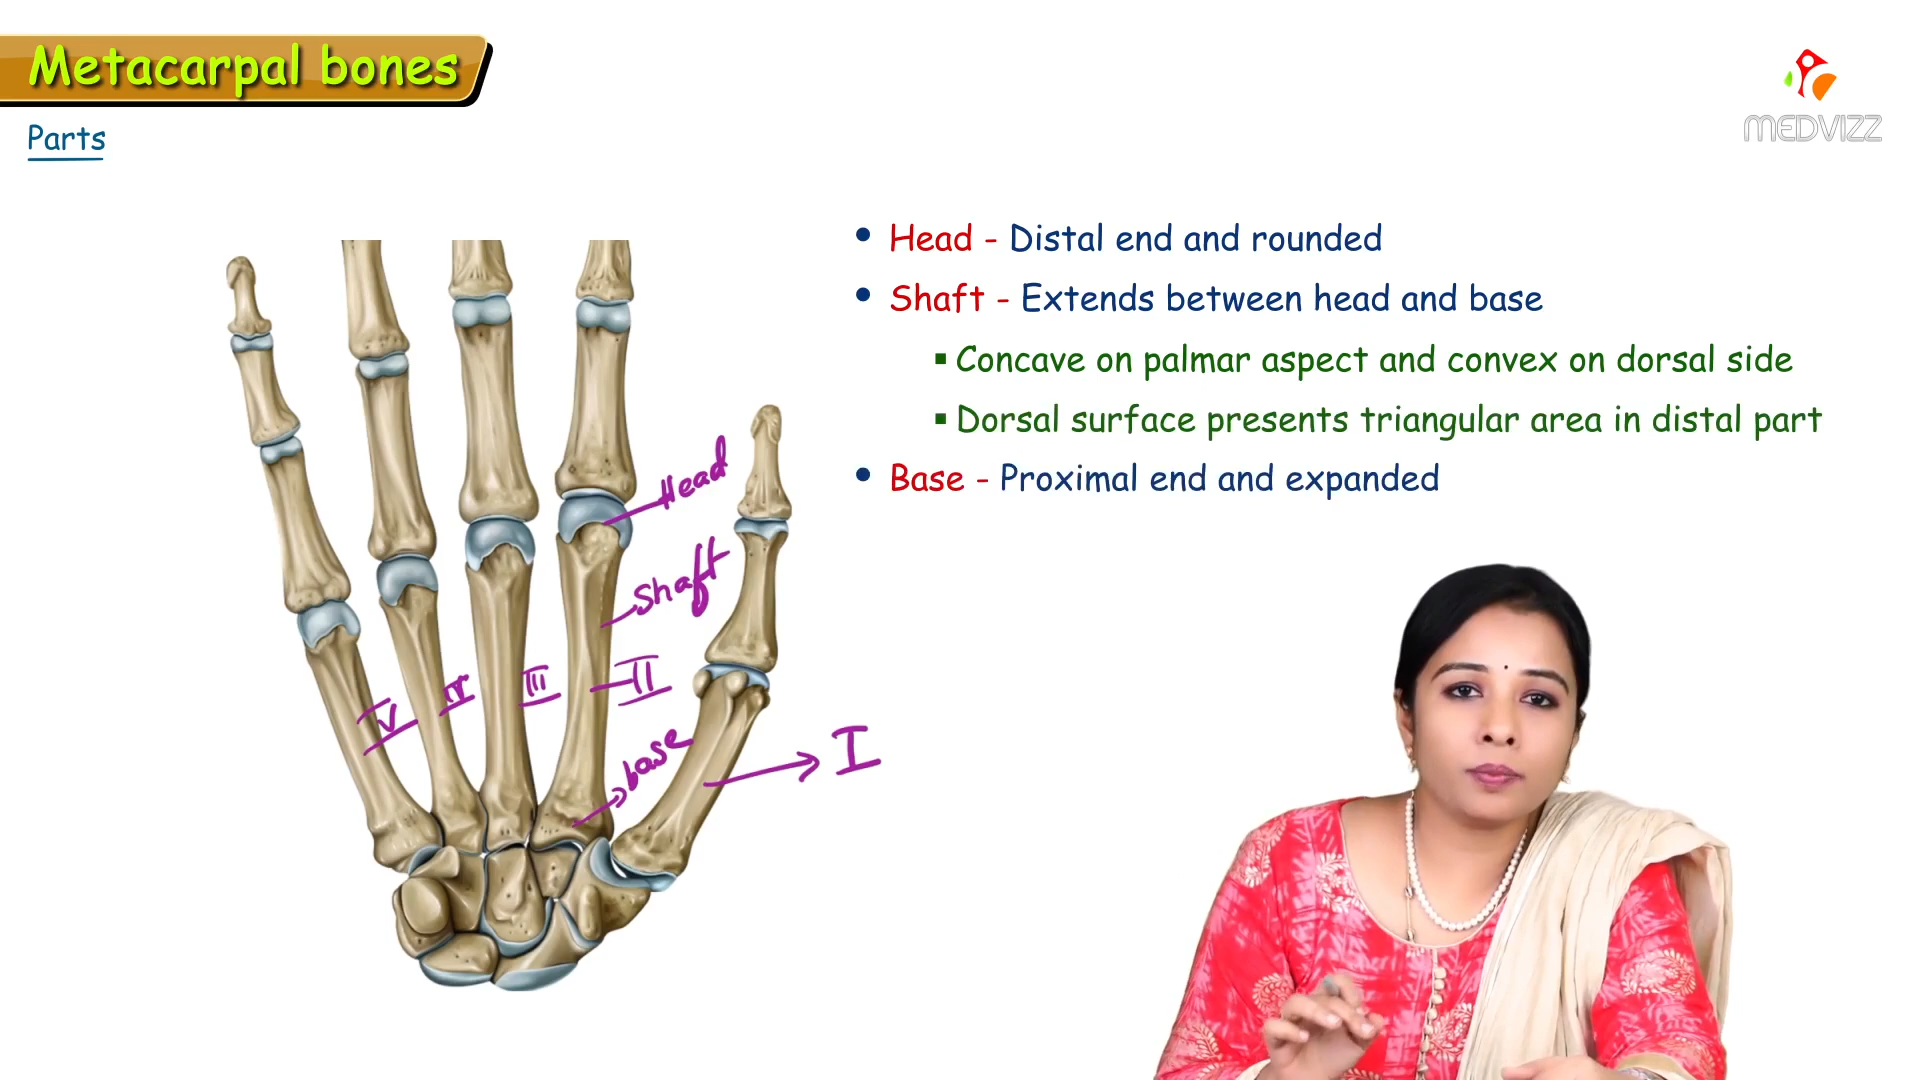 Metacarpal bones
MEDVIZZ
Parts
• Head - Distal end and rounded
• Shaft - Extends between head and base
▪ Concave on palmar aspect and convex on dorsal side
▪ Dorsal surface presents triangular area in distal part
• Base - Proximal end and expanded
Head
Shaft
V
IV
III
II
base
I